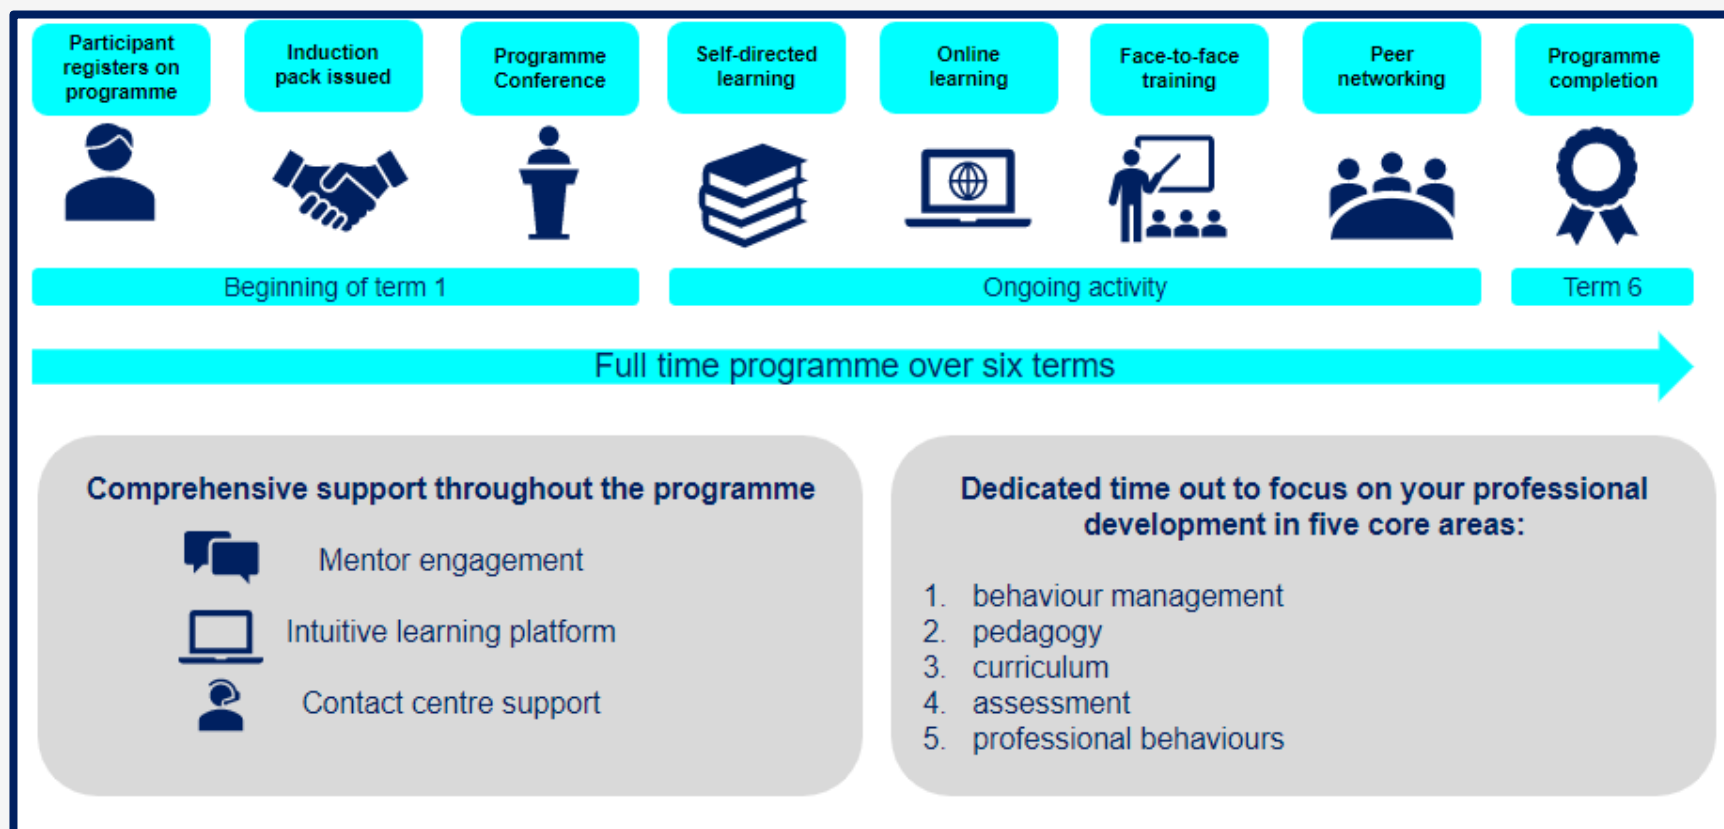 Participant
registers on
programme
Induction
pack issued
Programme
Conference
Self-directed
learning
Online
learning
Face-to-face
training
Peer
networking
Programme
completion
Beginning of term 1
Ongoing activity
Term 6
Full time programme over six terms
Comprehensive support throughout the programme
Mentor engagement
Intuitive learning platform
Contact centre support
Dedicated time out to focus on your professional
development in five core areas:
1. behaviour management
2. pedagogy
3. curriculum
4. assessment
5. professional behaviours